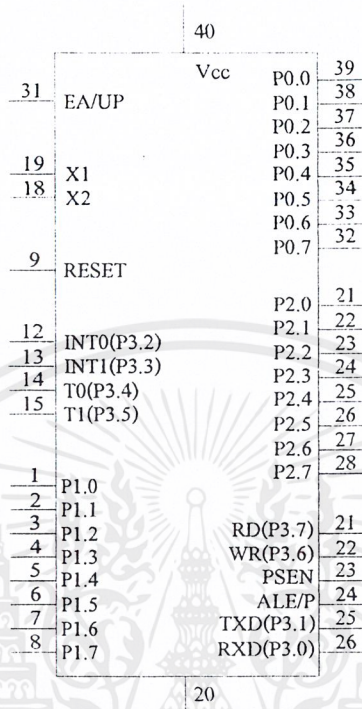 40
Vcc
31 EA/UP
19 X1
18 X2
9 RESET
12 INT0(P3.2)
13 INT1(P3.3)
14 T0(P3.4)
15 T1(P3.5)
1 P1.0
2 P1.1
3 P1.2
4 P1.3
5 P1.4
6 P1.5
7 P1.6
8 P1.7
P0.0 39
P0.1 38
P0.2 37
P0.3 36
P0.4 35
P0.5 34
P0.6 33
P0.7 32
P2.0 21
P2.1 22
P2.2 23
P2.3 24
P2.4 25
P2.5 26
P2.6 27
P2.7 28
RD(P3.7) 21
WR(P3.6) 22
PSEN 23
ALE/P 24
TXD(P3.1) 25
RXD(P3.0) 26
20